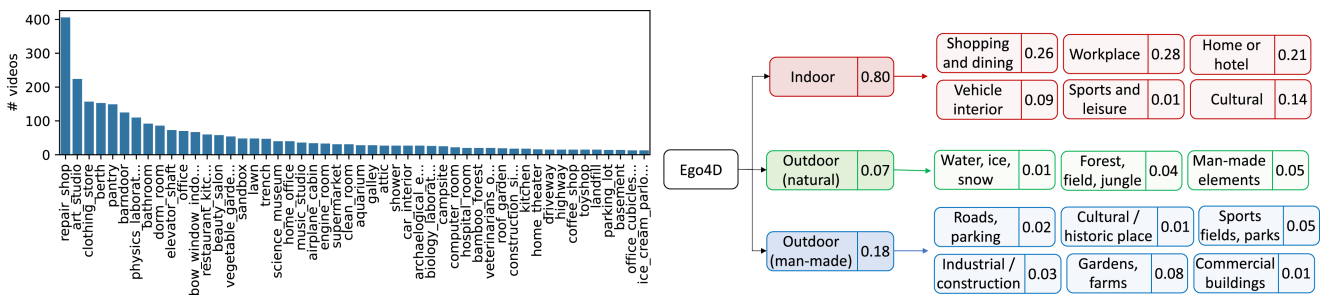 # videos
400
300
200
100
0
repair_shop
art_studio
clothing_store
berth
pantry
barndoor
physics_laborat...
bathroom
dorm_room
elevator_shaft
office
bow_window_indo...
restaurant_kitc...
beauty_salon
vegetable_garde...
sandbox
lawn
trench
science_museum
home_office
music_studio
airplane_cabin
engine_room
supermarket
clean_room
aquarium
galley
attic
shower
car_interior
archaelogical_e...
biology_laborat...
campsite
computer_room
hospital_room
bamboo_forest
veterinarians_o...
roof_garden
construction_si...
kitchen
home_theater
driveway
highway
coffee_shop
toyshop
landfill
parking_lot
basement
office_cubicles...
ice_cream_parlo...
Ego4D
Indoor 0.80
Shopping
and dining 0.26
Workplace 0.28
Home or
hotel 0.21
Vehicle
interior 0.09
Sports and
leisure 0.01
Cultural 0.14
Outdoor
(natural) 0.07
Water, ice,
snow 0.01
Forest,
field, jungle 0.04
Man-made
elements 0.05
Outdoor
(man-made) 0.18
Roads,
parking 0.02
Cultural /
historic place 0.01
Sports
fields, parks 0.05
Industrial /
construction 0.03
Gardens,
farms 0.08
Commercial
buildings 0.01